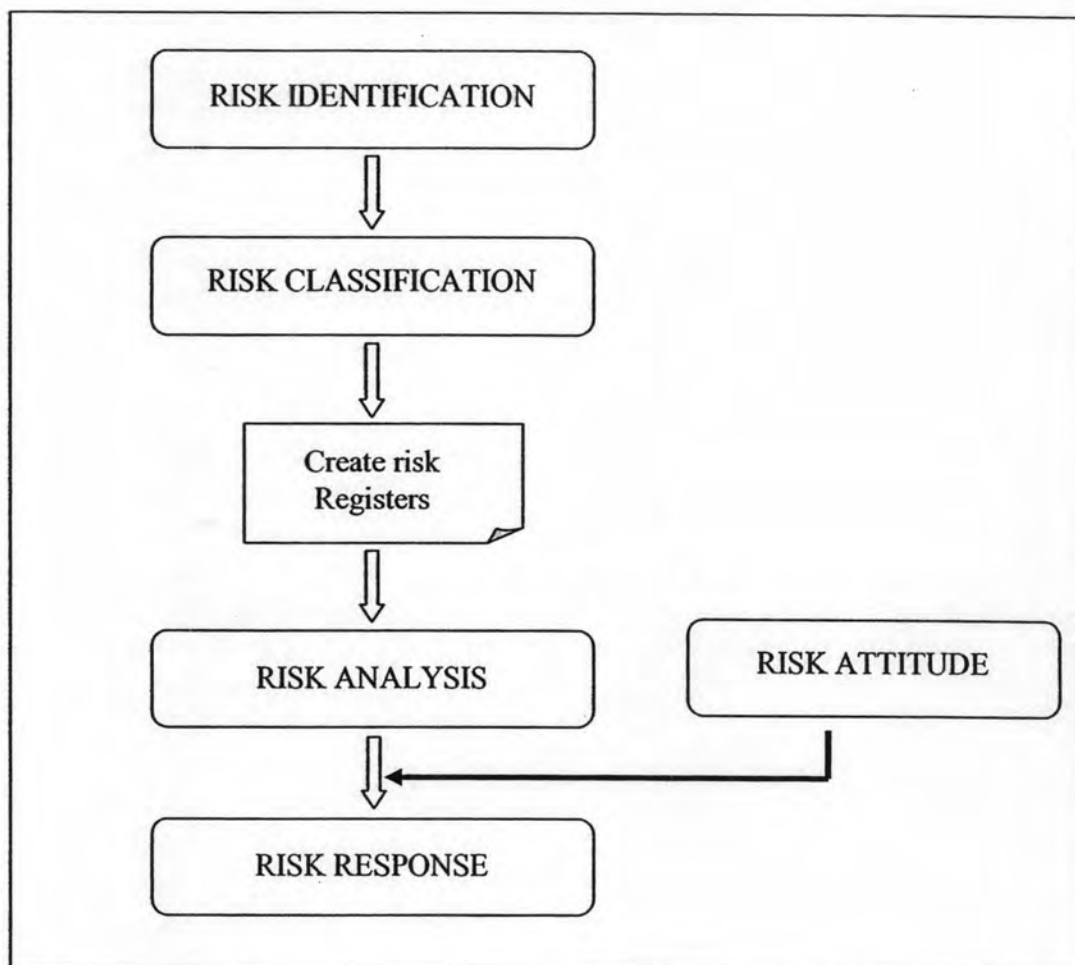 RISK IDENTIFICATION
RISK CLASSIFICATION
Create risk
Registers
RISK ANALYSIS
RISK ATTITUDE
RISK RESPONSE